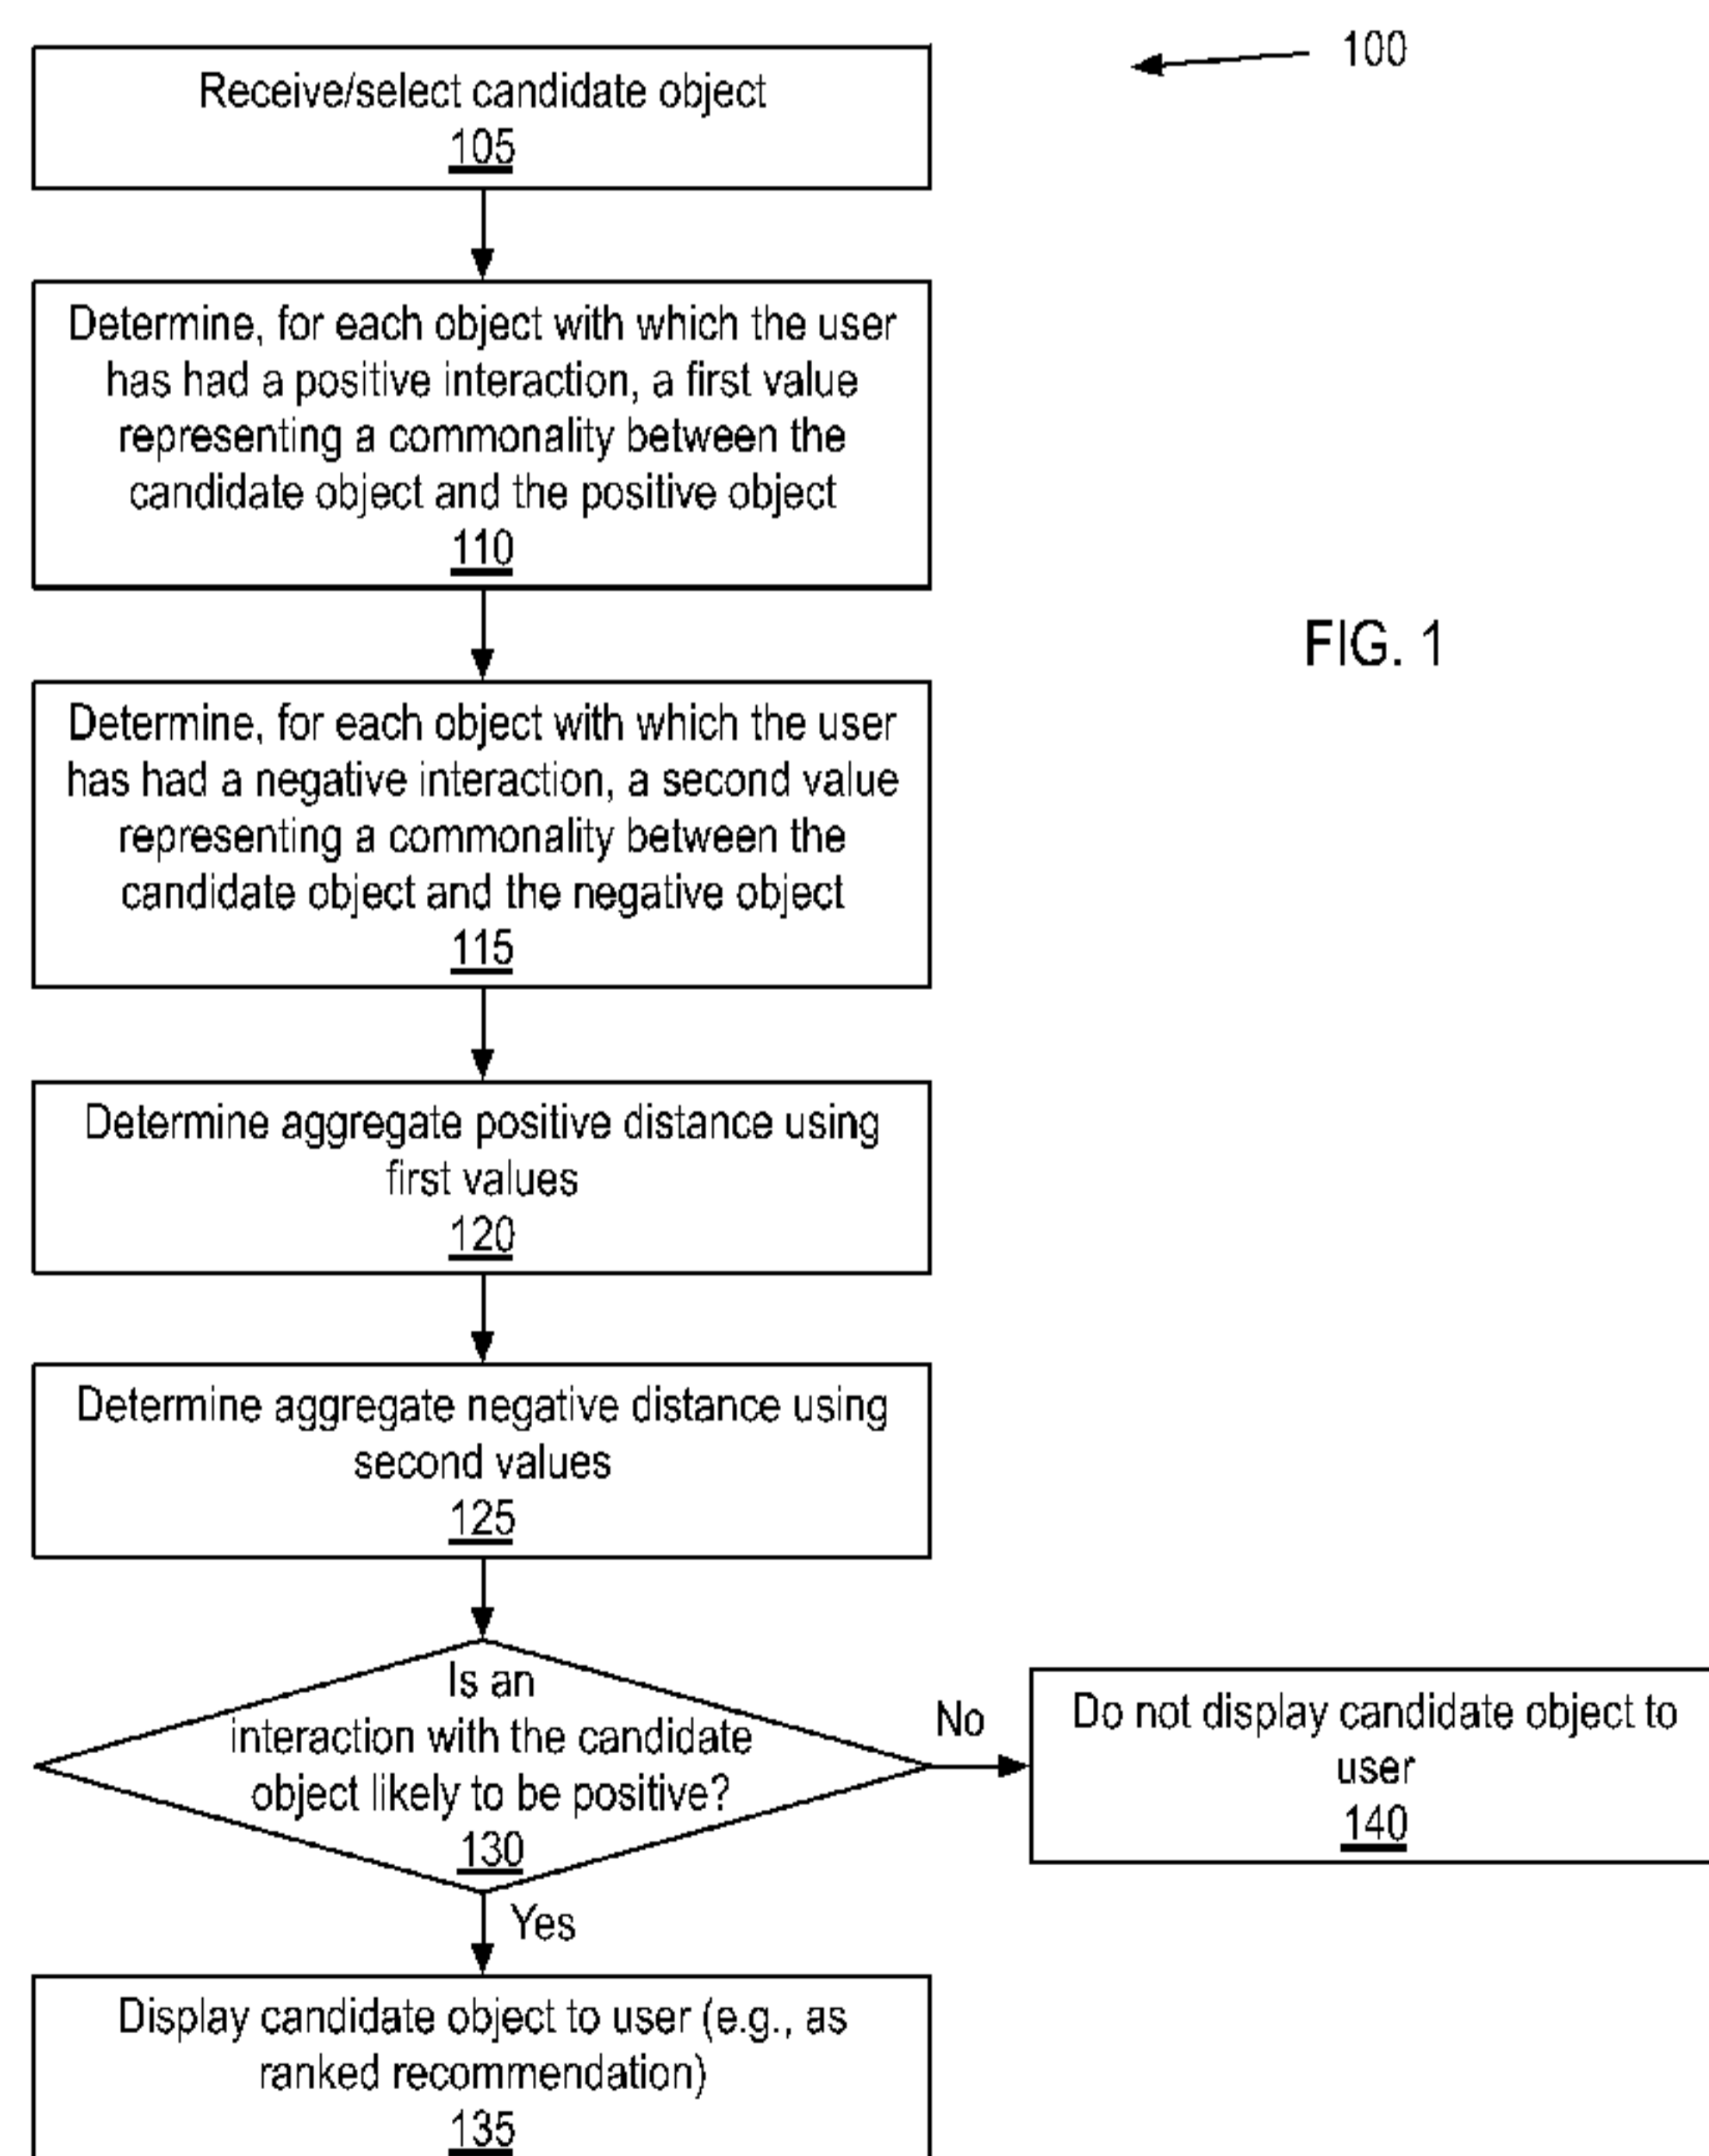 100
Receive/select candidate object
105
Determine, for each object with which the user
has had a positive interaction, a first value
representing a commonality between the
candidate object and the positive object
110
FIG. 1
Determine, for each object with which the user
has had a negative interaction, a second value
representing a commonality between the
candidate object and the negative object
115
Determine aggregate positive distance using
first values
120
Determine aggregate negative distance using
second values
125
Is an
interaction with the candidate
object likely to be positive?
130
No
Do not display candidate object to
user
140
Yes
Display candidate object to user (e.g., as
ranked recommendation)
135